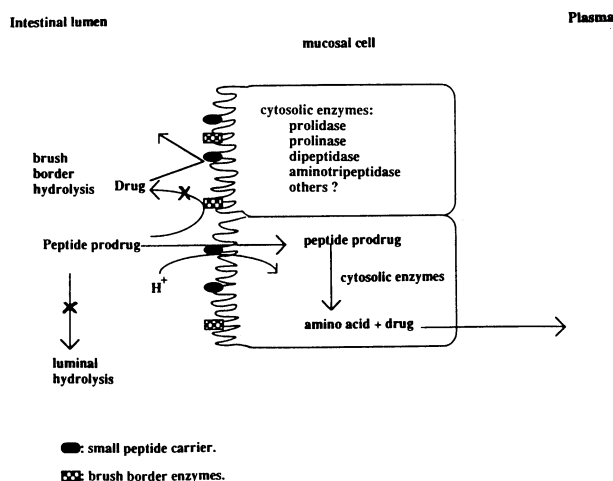 Intestinal lumen
Plasma
mucosal cell
cytosolic enzymes:
prolidase
prolinase
dipeptidase
aminotripeptidase
others ?
brush
border
hydrolysis
Drug
Peptide prodrug
peptide prodrug
H+
cytosolic enzymes
amino acid + drug
luminal
hydrolysis
: small peptide carrier.
: brush border enzymes.